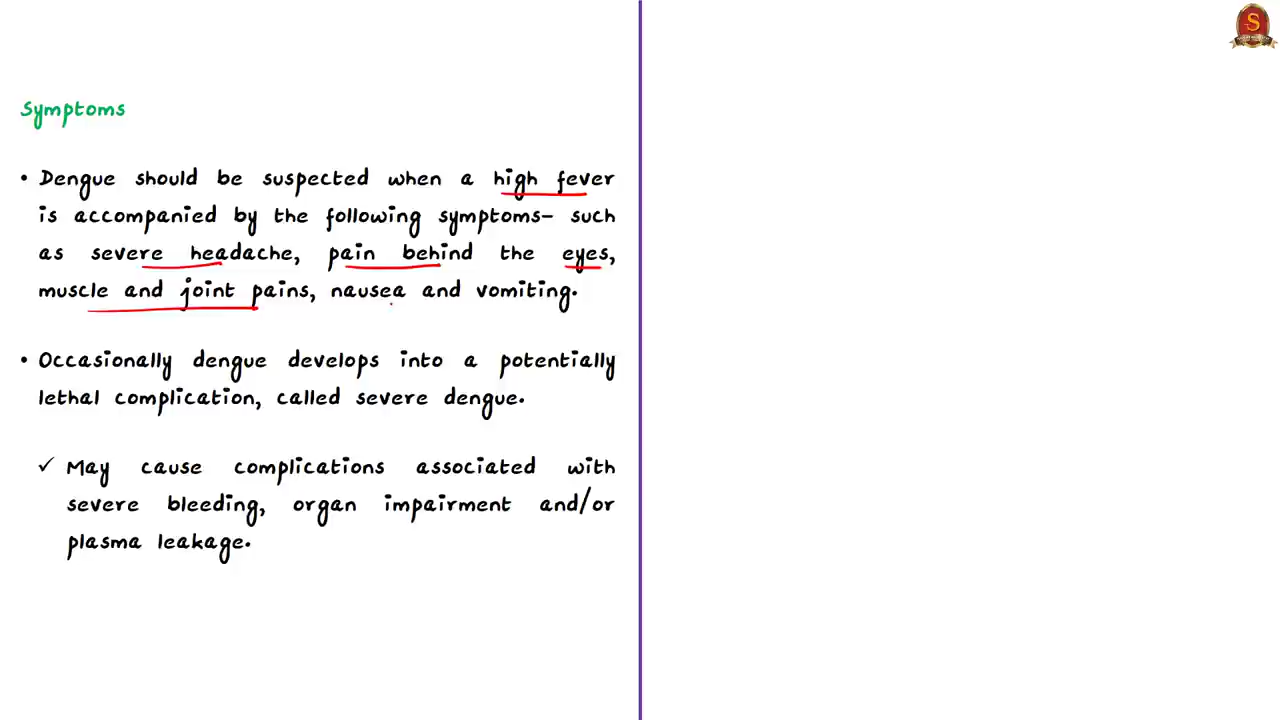 Symptoms
• Dengue should be suspected when a high fever
is accompanied by the following symptoms- such
as severe headache, pain behind the eyes,
muscle and joint pains, nausea and vomiting.
• Occasionally dengue develops into a potentially
lethal complication, called severe dengue.
✓ May cause complications associated with
severe bleeding, organ impairment and/or
plasma leakage.
S